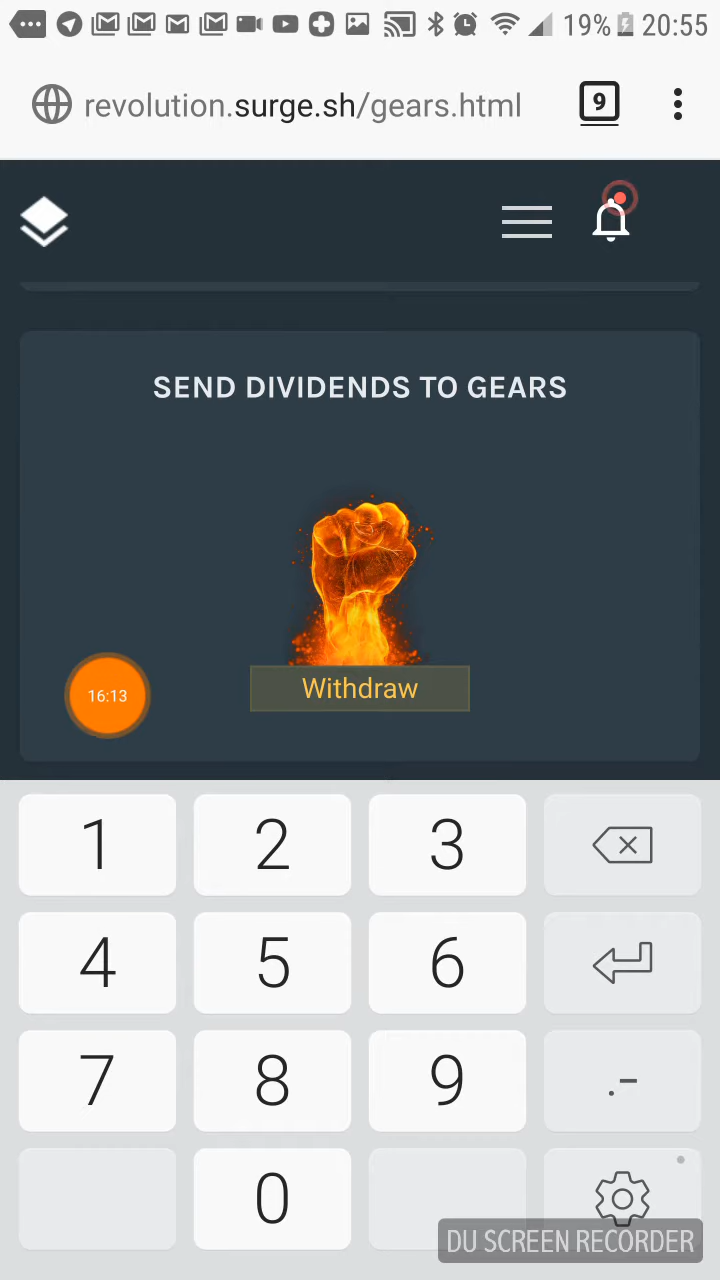 19% 20:55
revolution.surge.sh/gears.html 9
SEND DIVIDENDS TO GEARS
16:13
Withdraw
1 2 3
4 5 6
7 8 9 .-
0
DU SCREEN RECORDER